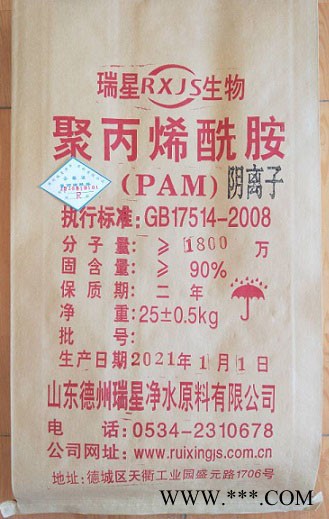 瑞星RXJS生物
聚丙烯酰胺
(PAM) 阴离子
执行标准:GB17514-2008
分子量:≥1800万
固含量:≥90%
保质期:二年
净重:25±0.5kg
批号:
生产日期2021年1月1日
山东德州瑞星净水原料有限公司
电话:0534-2310678
公司网址:www.ruixingjs.com.cn
地址:德城区天衢工业园盛元路1706号
WWW.***.COM